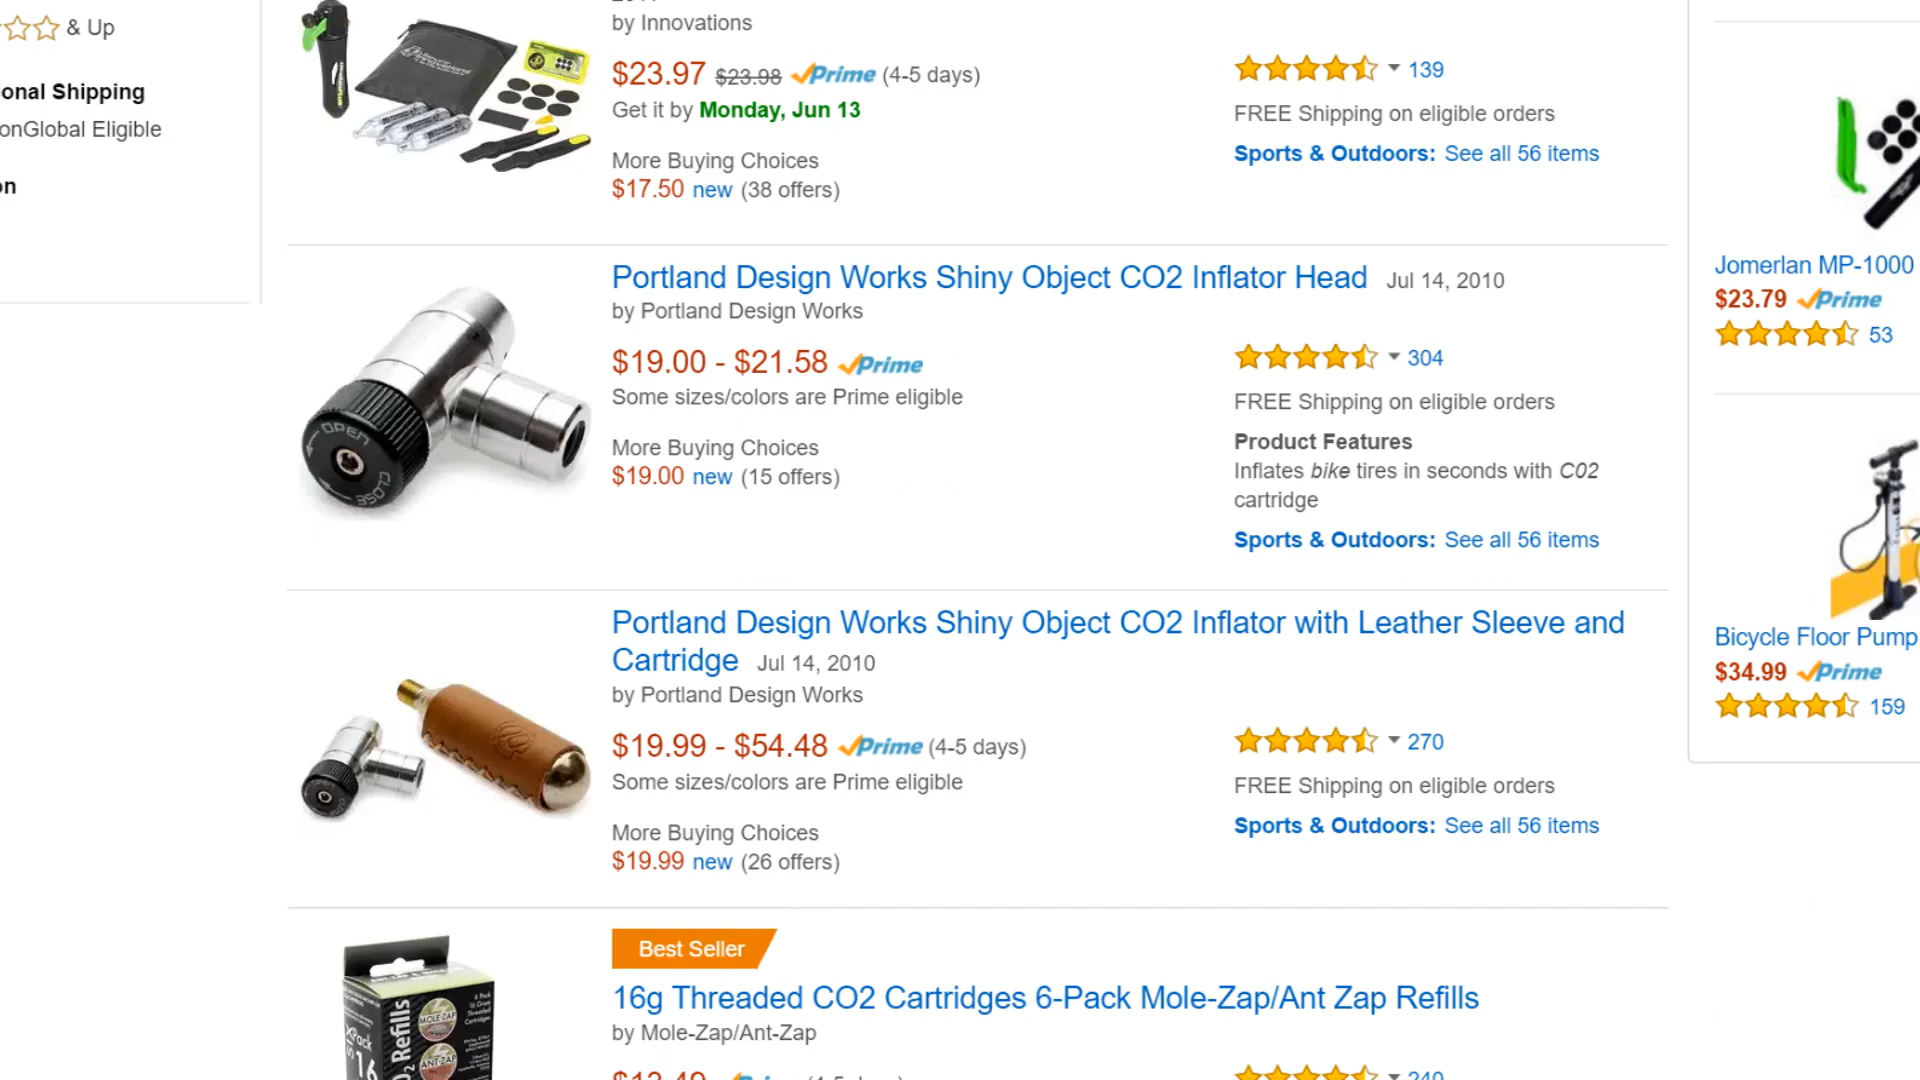 & Up
onal Shipping
onGlobal Eligible
on
by Innovations
$23.97 $23.98 Prime (4-5 days)
Get it by Monday, Jun 13
More Buying Choices
$17.50 new (38 offers)
139
FREE Shipping on eligible orders
Sports & Outdoors: See all 56 items
Portland Design Works Shiny Object CO2 Inflator Head Jul 14, 2010
by Portland Design Works
$19.00 - $21.58 Prime
Some sizes/colors are Prime eligible
More Buying Choices
$19.00 new (15 offers)
304
FREE Shipping on eligible orders
Product Features
Inflates bike tires in seconds with C02
cartridge
Sports & Outdoors: See all 56 items
OPEN
CLOSE
Portland Design Works Shiny Object CO2 Inflator with Leather Sleeve and
Cartridge Jul 14, 2010
by Portland Design Works
$19.99 - $54.48 Prime (4-5 days)
Some sizes/colors are Prime eligible
More Buying Choices
$19.99 new (26 offers)
270
FREE Shipping on eligible orders
Sports & Outdoors: See all 56 items
Best Seller
16g Threaded CO2 Cartridges 6-Pack Mole-Zap/Ant Zap Refills
by Mole-Zap/Ant-Zap
240
Refills
MOLE-ZAP
ANT-ZAP
16
Jomerlan MP-1000
$23.79 Prime
53
Bicycle Floor Pump
$34.99 Prime
159